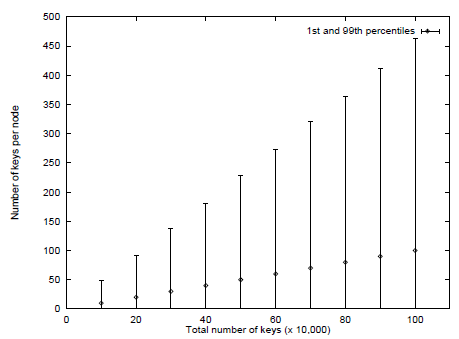 500
450
400
350
300
250
200
150
100
50
0
Number of keys per node
1st and 99th percentiles
0 20 40 60 80 100
Total number of keys (x 10,000)